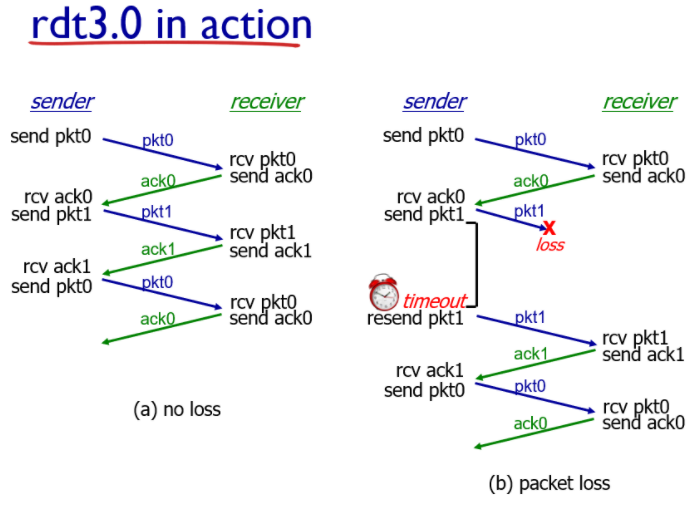 rdt3.0 in action
sender
receiver
send pkt0
pkt0
rcv pkt0
send ack0
ack0
rcv ack0
send pkt1
pkt1
rcv pkt1
send ack1
ack1
rcv ack1
send pkt0
pkt0
rcv pkt0
send ack0
ack0
(a) no loss
sender
receiver
send pkt0
pkt0
rcv pkt0
send ack0
ack0
rcv ack0
send pkt1
pkt1
X
loss
timeout
resend pkt1
pkt1
rcv pkt1
send ack1
ack1
rcv ack1
send pkt0
pkt0
rcv pkt0
send ack0
ack0
(b) packet loss